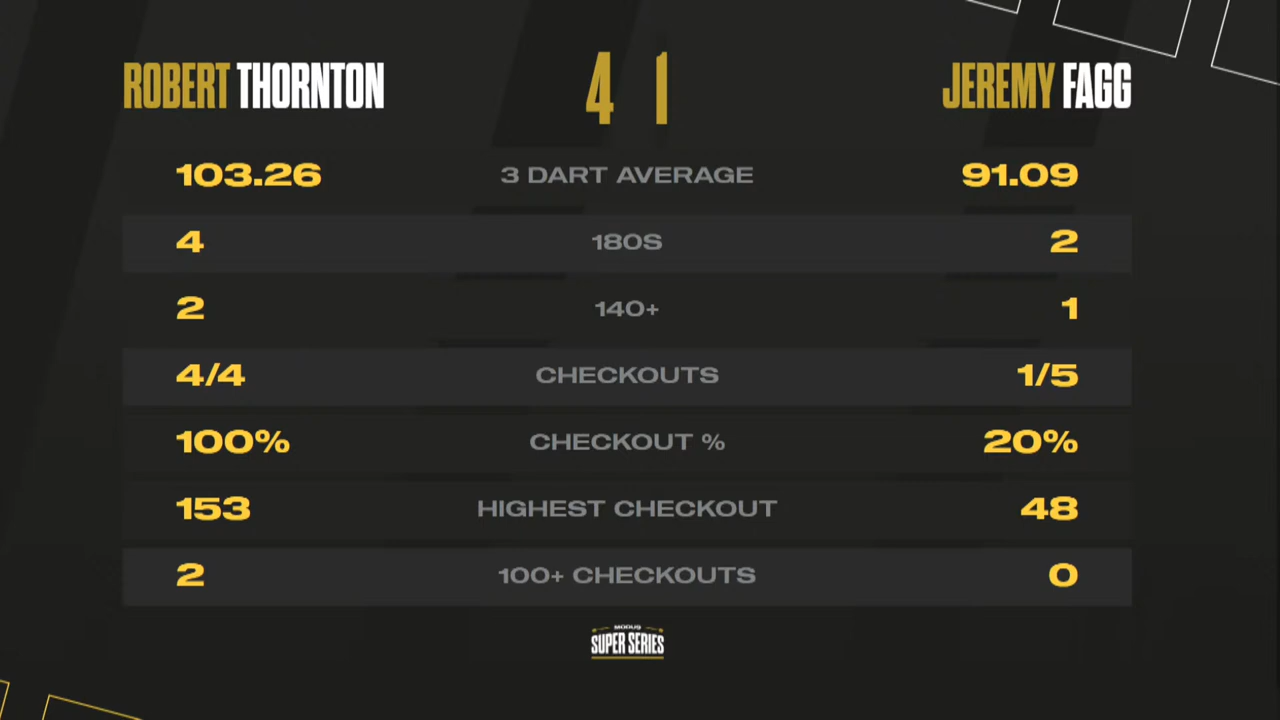 ROBERT THORNTON 4 1 JEREMY FAGG
103.26 3 DART AVERAGE 91.09
4 180S 2
2 140+ 1
4/4 CHECKOUTS 1/5
100% CHECKOUT % 20%
153 HIGHEST CHECKOUT 48
2 100+ CHECKOUTS 0
MODUS
SUPER SERIES